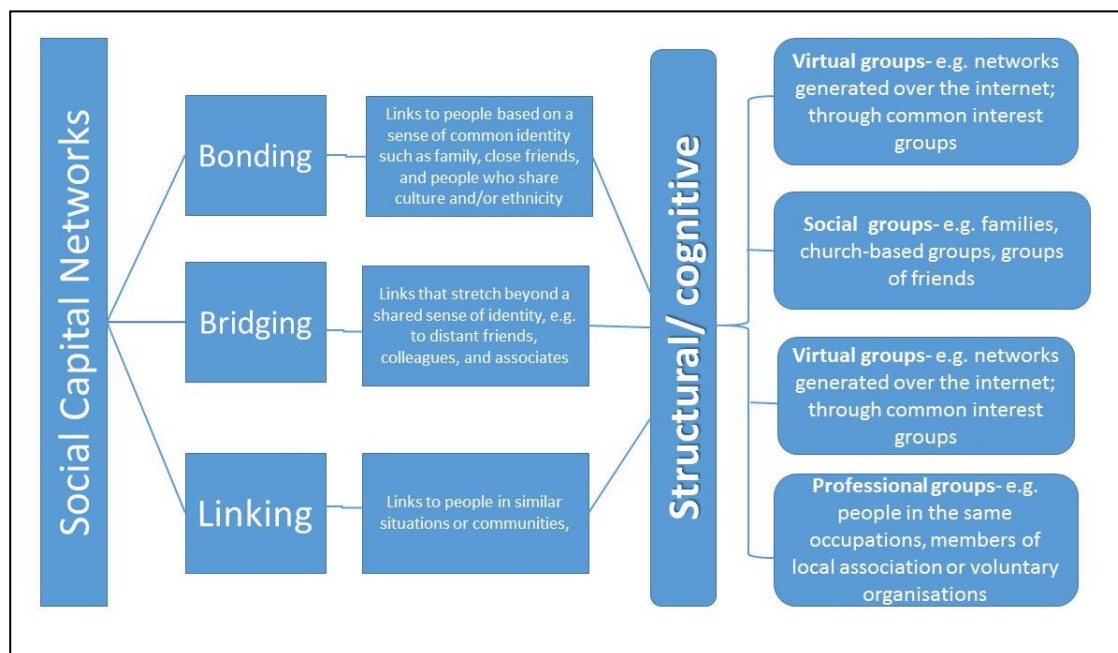 Social Capital Networks
Bonding
Links to people based on a
sense of common identity
such as family, close friends,
and people who share
culture and/or ethnicity
Bridging
Links that stretch beyond a
shared sense of identity, e.g.
to distant friends,
colleagues, and associates
Linking
Links to people in similar
situations or communities,
Structural/ cognitive
Virtual groups- e.g. networks
generated over the internet;
through common interest
groups
Social groups- e.g. families,
church-based groups, groups
of friends
Virtual groups- e.g. networks
generated over the internet;
through common interest
groups
Professional groups- e.g.
people in the same
occupations, members of
local association or voluntary
organisations